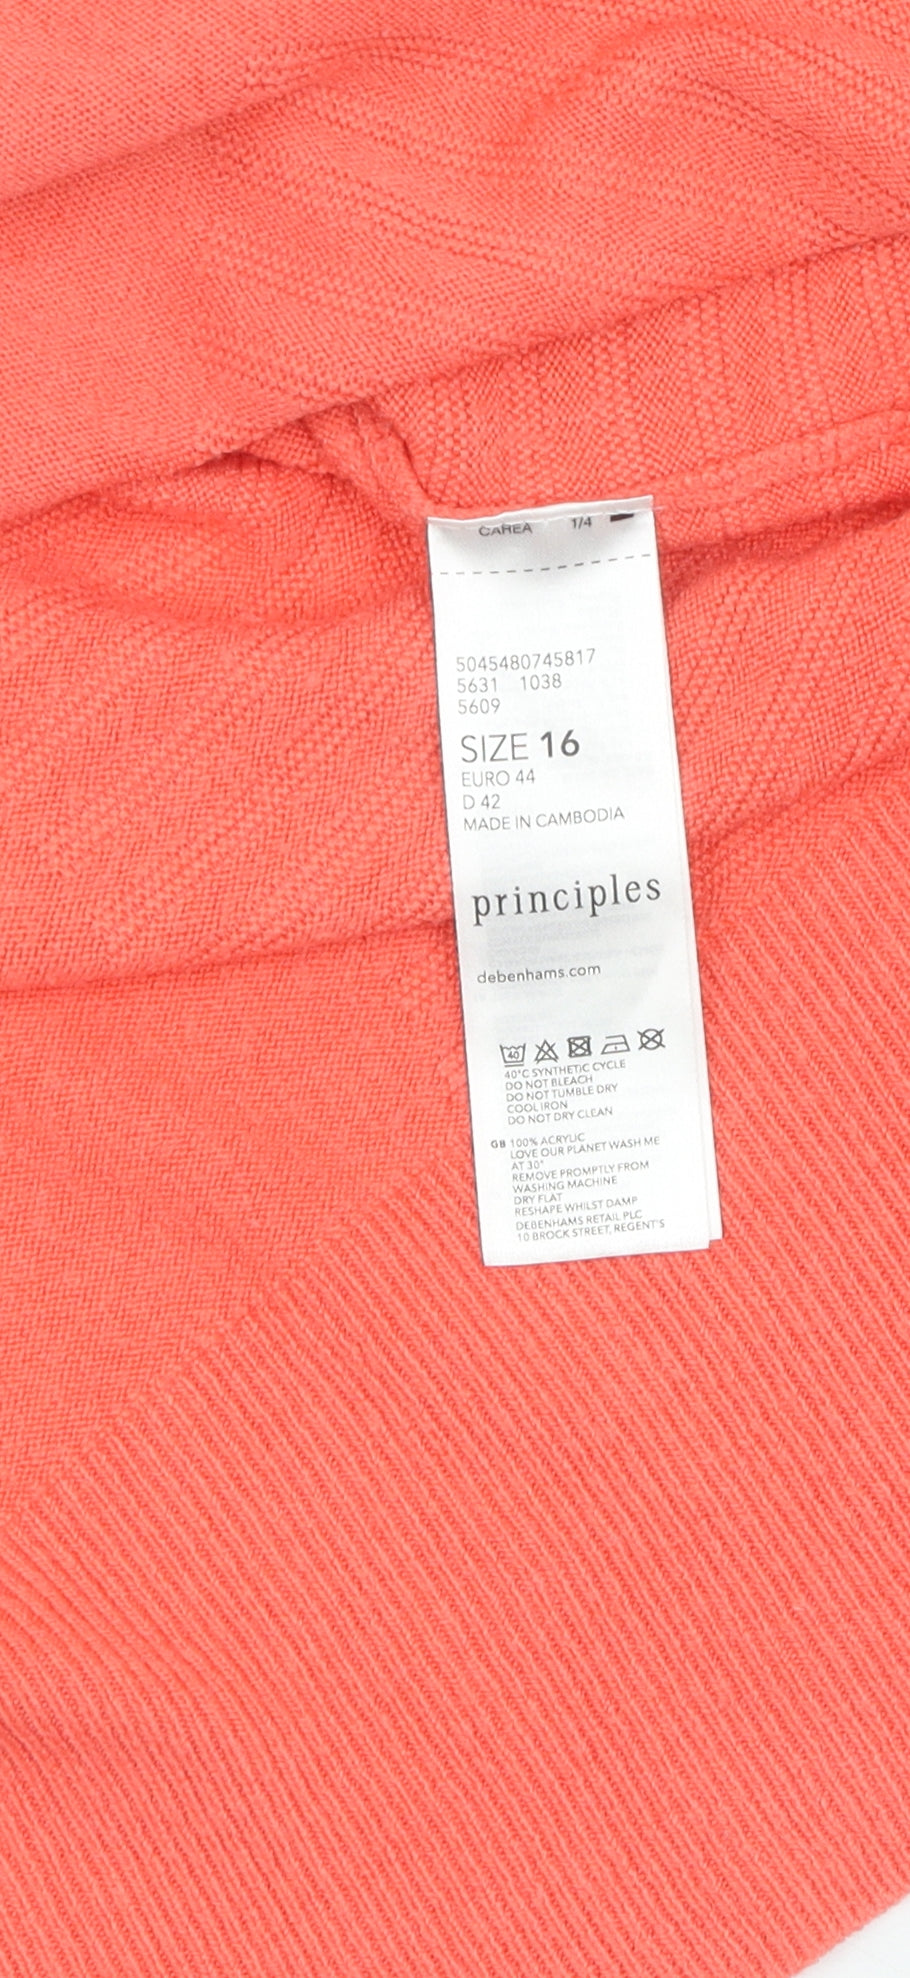 CAREA 1/4
5045480745817
5631 1038
5609
SIZE 16
EURO 44
D 42
MADE IN CAMBODIA
principles
debenhams.com
40
40°C SYNTHETIC CYCLE
DO NOT BLEACH
DO NOT TUMBLE DRY
COOL IRON
DO NOT DRY CLEAN
GB 100% ACRYLIC
LOVE OUR PLANET WASH ME
AT 30°
REMOVE PROMPTLY FROM
WASHING MACHINE
DRY FLAT
RESHAPE WHILST DAMP
DEBENHAMS RETAIL PLC
10 BROCK STREET, REGENT'S